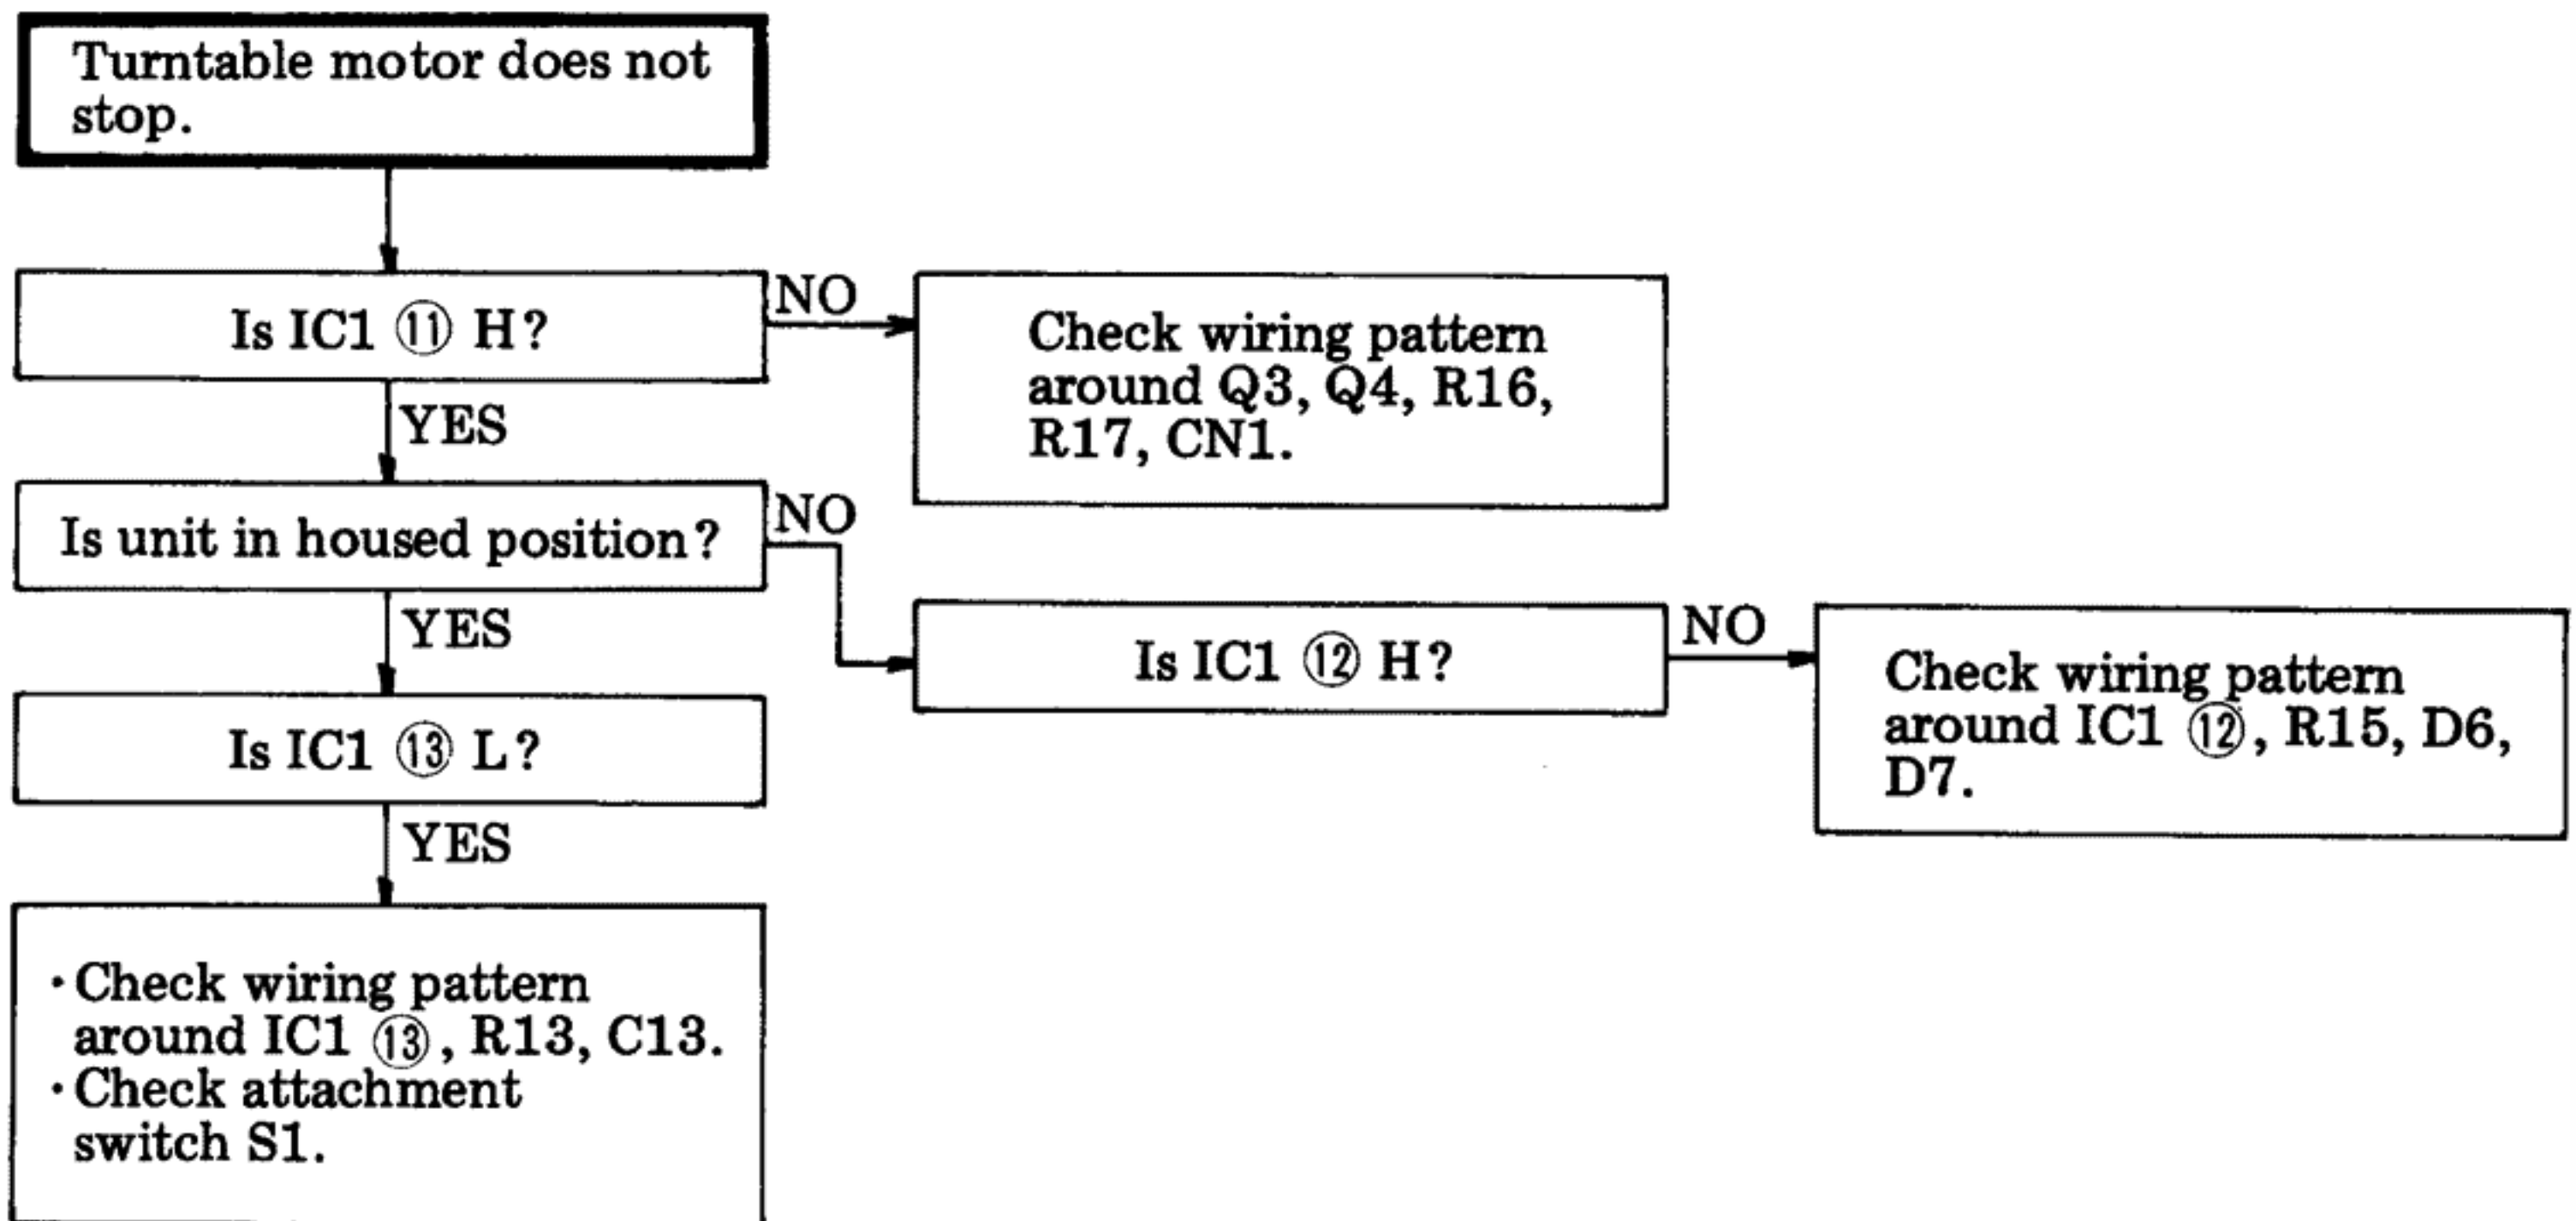 Turntable motor does not
stop.
Is IC1 ⑪ H?
NO
Check wiring pattern
around Q3, Q4, R16,
R17, CN1.
YES
Is unit in housed position?
NO
Is IC1 ⑫ H?
NO
Check wiring pattern
around IC1 ⑫, R15, D6,
D7.
YES
Is IC1 ⑬ L?
YES
·Check wiring pattern
around IC1 ⑬, R13, C13.
·Check attachment
switch S1.